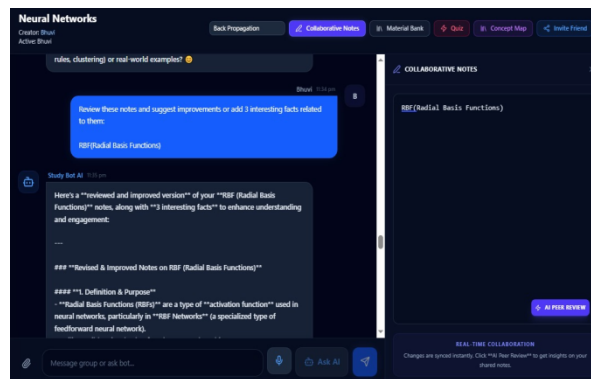 Neural Networks
Creator: Bhuvi
Active: Bhuvi
Back Propagation
Collaborative Notes
Material Bank
Quiz
Concept Map
Invite Friend
rules, clustering) or real-world examples? 😊
Bhuvi
B
Review these notes and suggest improvements or add 3 interesting facts related
to them:
RBF(Radial Basis Functions)
Study Bot AI
Here's a **reviewed and improved version** of your **RBF (Radial Basis
Functions)** notes, along with **3 interesting facts** to enhance understanding
and engagement:
---
### **Revised & Improved Notes on RBF (Radial Basis Functions)**
#### **1. Definition & Purpose**
- **Radial Basis Functions (RBFs)** are a type of **activation function** used in
neural networks, particularly in **RBF Networks** (a specialized type of
feedforward neural network).
Message group or ask bot...
Ask AI
COLLABORATIVE NOTES
RBF(Radial Basis Functions)
AI PEER REVIEW
REAL-TIME COLLABORATION
Changes are synced instantly. Click **AI Peer Review** to get insights on your
shared notes.